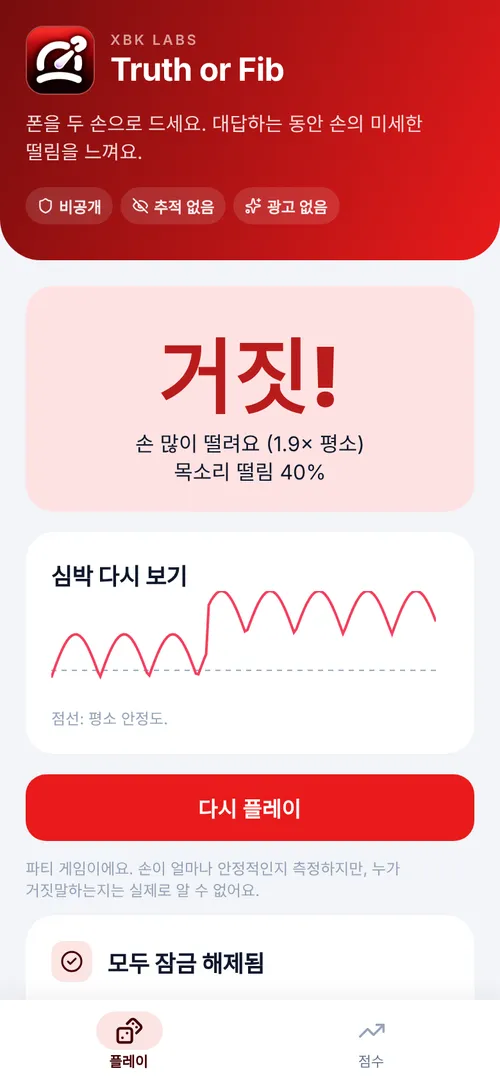 XBK LABS
Truth or Fib
폰을 두 손으로 드세요. 대답하는 동안 손의 미세한
떨림을 느껴요.
비공개
추적 없음
광고 없음
거짓!
손 많이 떨려요 (1.9× 평소)
목소리 떨림 40%
심박 다시 보기
점선: 평소 안정도.
다시 플레이
파티 게임이에요. 손이 얼마나 안정적인지 측정하지만, 누가
거짓말하는지는 실제로 알 수 없어요.
모두 잠금 해제됨
플레이
점수